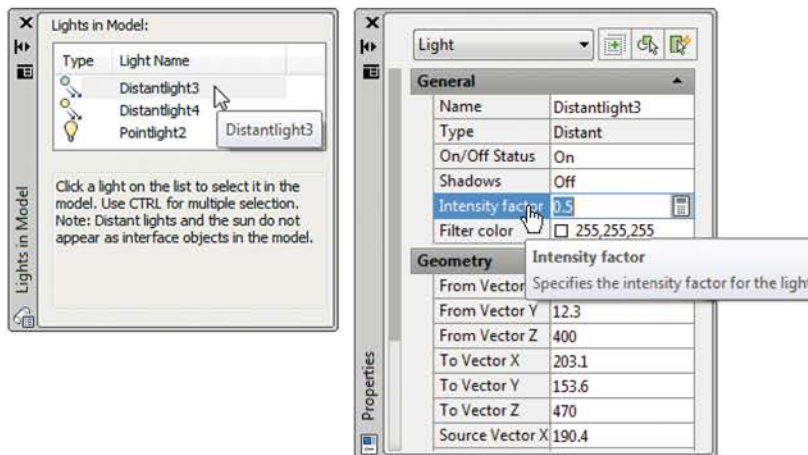 Lights in Model:
Type Light Name
Distantlight3
Distantlight4
Pointlight2
Distantlight3
Click a light on the list to select it in the
model. Use CTRL for multiple selection.
Note: Distant lights and the sun do not
appear as interface objects in the model.
Lights in Model
Light
General
Name Distantlight3
Type Distant
On/Off Status On
Shadows Off
Intensity factor 0.5
Filter color 255,255,255
Intensity factor
Specifies the intensity factor for the light
Geometry
From Vector
From Vector Y 12.3
From Vector Z 400
To Vector X 203.1
To Vector Y 153.6
To Vector Z 470
Source Vector X 190.4
Properties